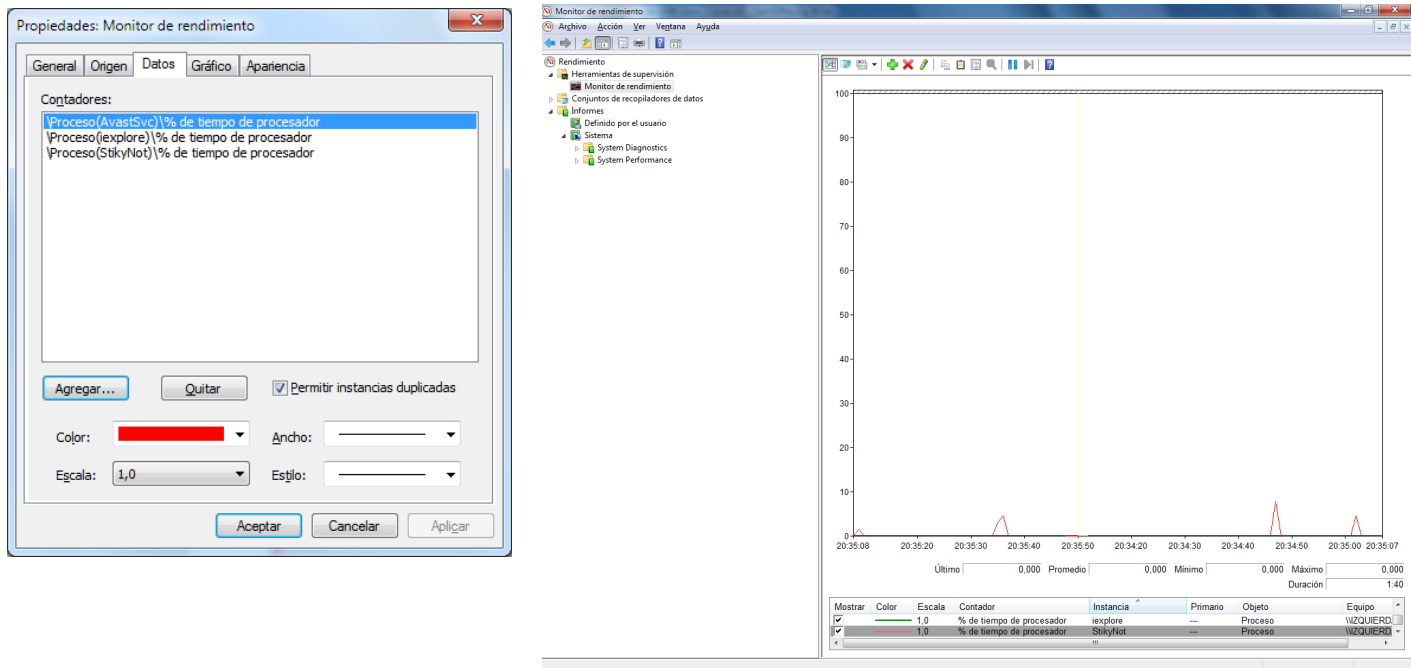 Propiedades: Monitor de rendimiento
General Origen Datos Gráfico Apariencia
Contadores:
\Proceso(AvastSvc)\% de tiempo de procesador
\Proceso(iexplore)\% de tiempo de procesador
\Proceso(StikyNot)\% de tiempo de procesador
Agregar... Quitar Permitir instancias duplicadas
Color: Ancho:
Escala: 1,0 Estilo:
Aceptar Cancelar Aplicar
Monitor de rendimiento
Archivo Acción Ver Ventana Ayuda
Rendimiento
Herramientas de supervisión
Monitor de rendimiento
Conjuntos de recopiladores de datos
Informes
Definido por el usuario
Sistema
System Diagnostics
System Performance
100
90
80
70
60
50
40
30
20
10
0
20:35:08 20:35:20 20:35:30 20:35:40 20:35:50 20:34:20 20:34:30 20:34:40 20:34:50 20:35:00 20:35:07
Último 0,000 Promedio 0,000 Mínimo 0,000 Máximo 0,000
Duración 1:40
Mostrar Color Escala Contador Instancia Primario Objeto Equipo
1,0 % de tiempo de procesador iexplore --- Proceso \\IZQUIERD
1,0 % de tiempo de procesador StikyNot --- Proceso \\IZQUIERD